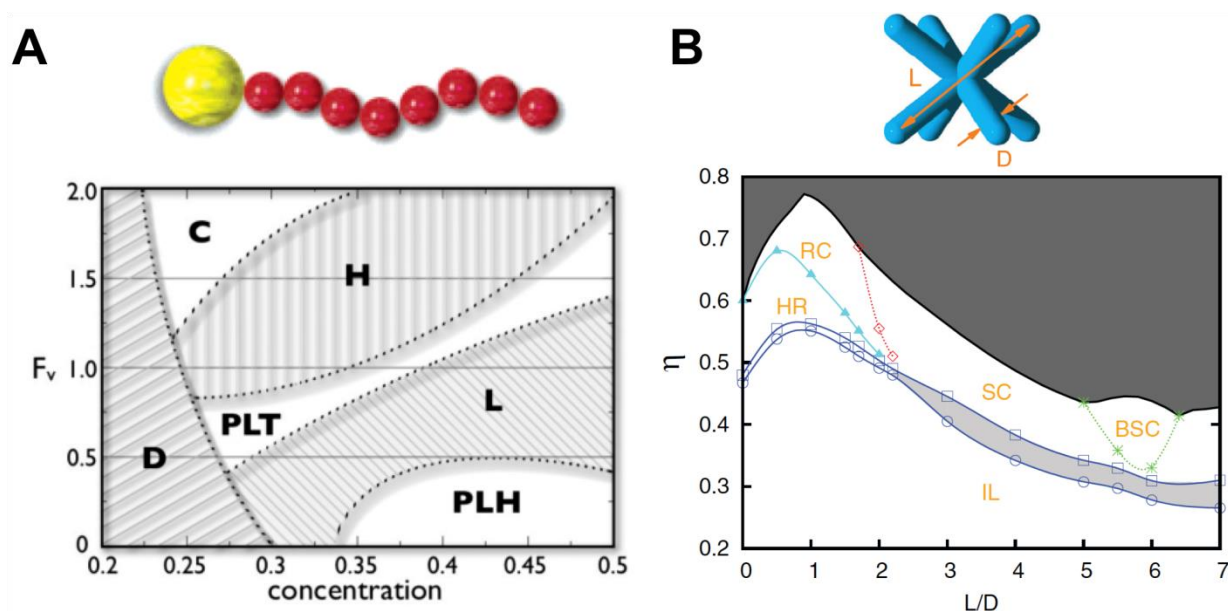 A
B
L
D
2.0
1.5
F_v 1.0
0.5
0
C
H
PLT
L
D
PLH
0.2 0.25 0.3 0.35 0.4 0.45 0.5
concentration
0.8
0.7
0.6
η 0.5
0.4
0.3
0.2
RC
HR
SC
BSC
IL
0 1 2 3 4 5 6 7
L/D